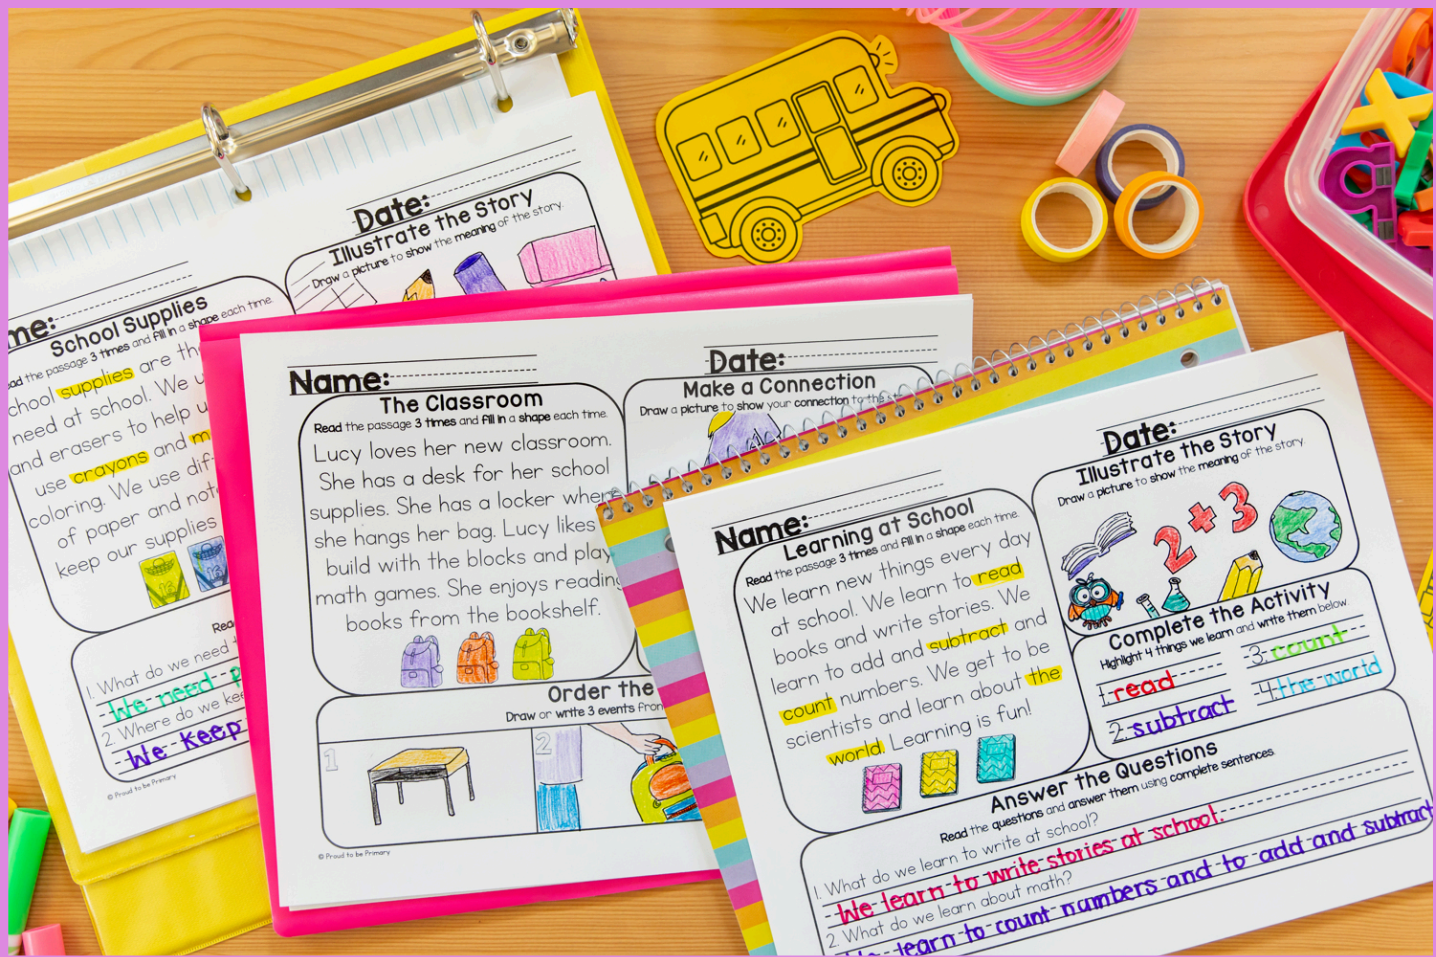 Date:
Illustrate the Story
Draw a picture to show the meaning of the story.
School Supplies
the passage 3 times and fill in a shape each time.
supplies are
need at school. We
and erasers to help
use crayons and
coloring. We use
of paper and
keep our supplies
1. What do we need
We need
2. Where do we
We keep
© Proud to be Primary
Name:
Date:
The Classroom
Read the passage 3 times and fill in a shape each time.
Lucy loves her new classroom.
She has a desk for her school
supplies. She has a locker where
she hangs her bag. Lucy likes
build with the blocks and play
math games. She enjoys reading
books from the bookshelf.
Make a Connection
Draw a picture to show your connection to the
Order the
Draw or write 3 events from
1
2
© Proud to be Primary
Name:
Date:
Learning at School
Read the passage 3 times and fill in a shape each time.
We learn new things every day
at school. We learn to read
books and write stories. We
learn to add and subtract and
count numbers. We get to be
scientists and learn about the
world. Learning is fun!
Illustrate the Story
Draw a picture to show the meaning of the story.
2 + 3
Complete the Activity
Highlight 4 things we learn and write them below.
1. read
2. subtract
3. count
4. the world
Answer the Questions
Read the questions and answer them using complete sentences.
1. What do we learn to write at school?
We learn to write stories at school.
2. What do we learn about math?
We learn to count numbers and to add and subtract